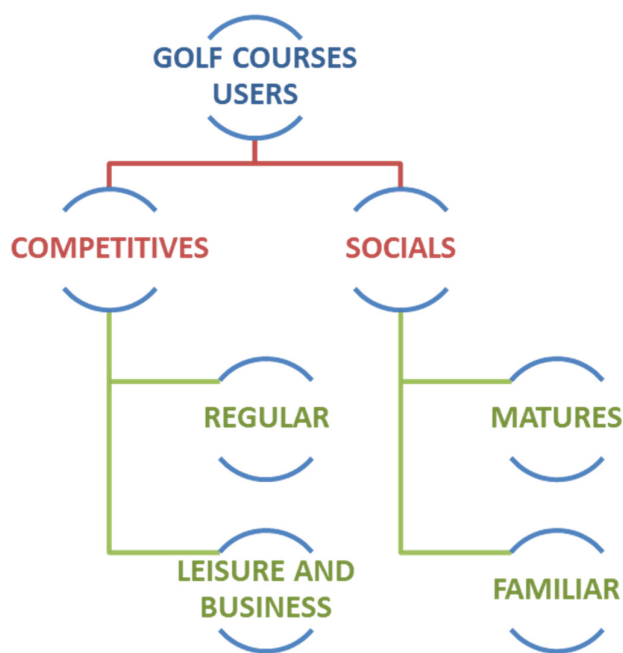 GOLF COURSES
USERS
COMPETITIVES
SOCIALS
REGULAR
MATURES
LEISURE AND
BUSINESS
FAMILIAR